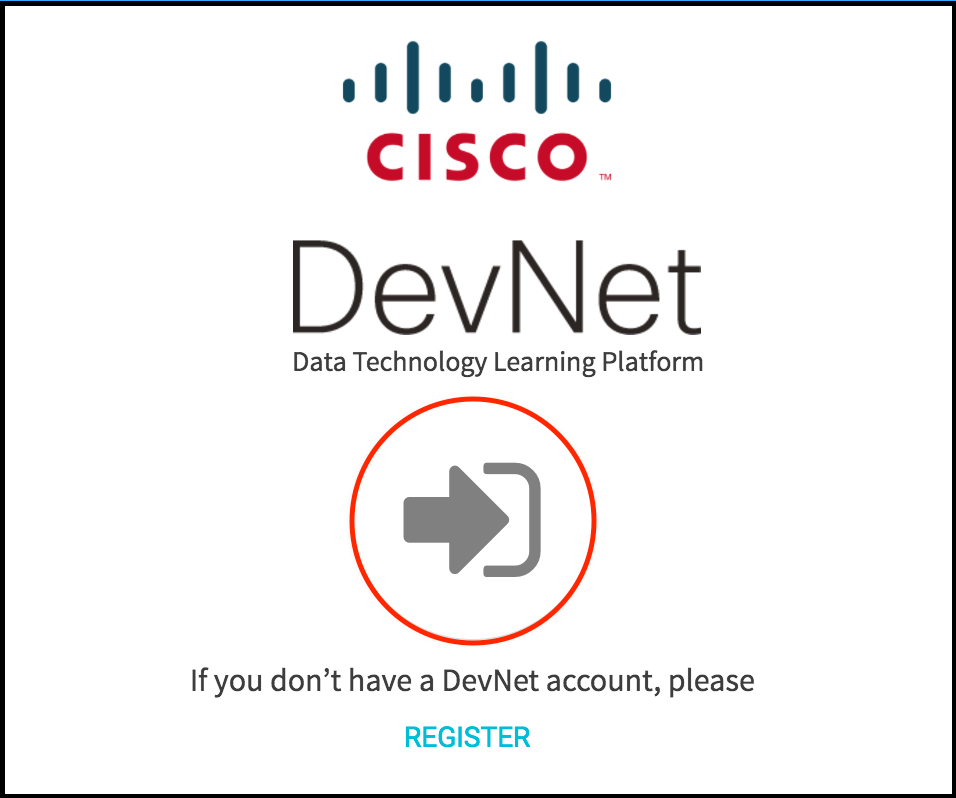 CISCO TM
DevNet
Data Technology Learning Platform
If you don’t have a DevNet account, please
REGISTER